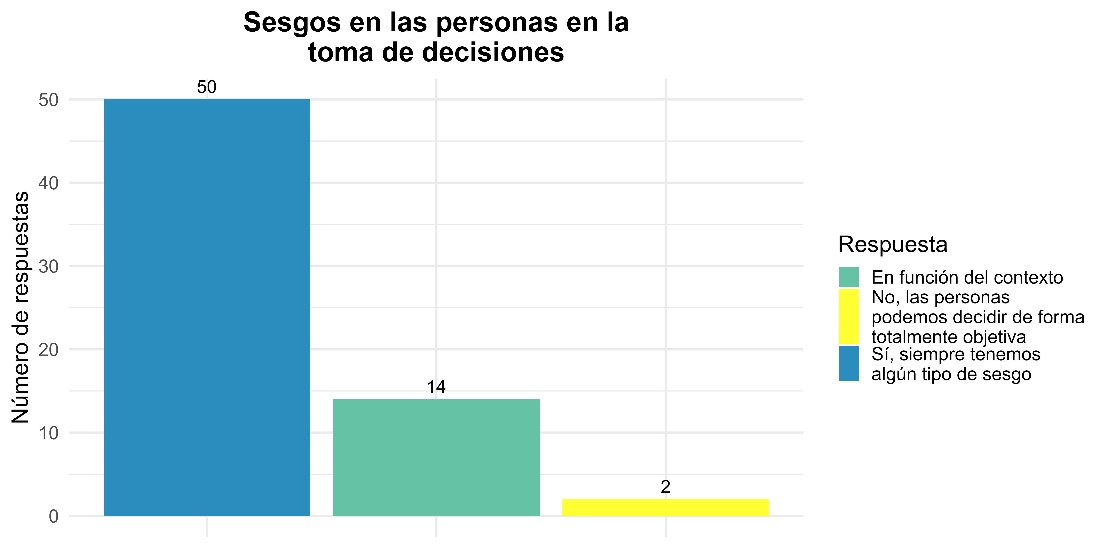 Sesgos en las personas en la
toma de decisiones
50
14
2
50
40
30
20
10
0
Número de respuestas
Respuesta
En función del contexto
No, las personas
podemos decidir de forma
totalmente objetiva
Sí, siempre tenemos
algún tipo de sesgo